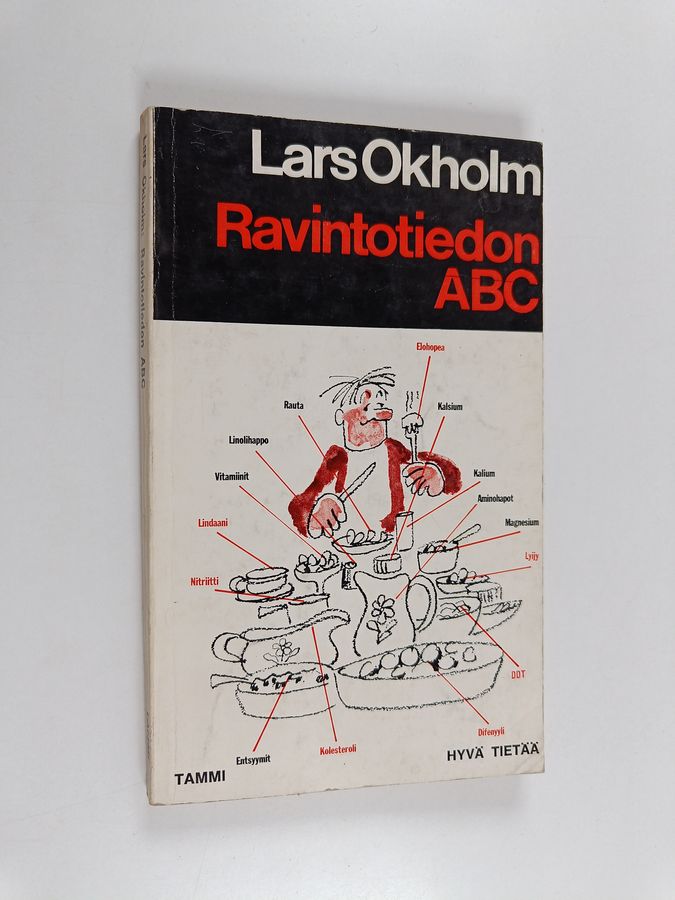 Lars Okholm
Ravintotiedon
ABC
Lars Okholm: Ravintotiedon ABC
Elohopea
Rauta
Kalsium
Linolihappo
Vitamiinit
Kalium
Aminohapot
Lindaani
Magnesium
Lyijy
Nitriitti
DDT
Difenyyli
Kolesteroli
Entsyymit
TAMMI
HYVÄ TIETÄÄ